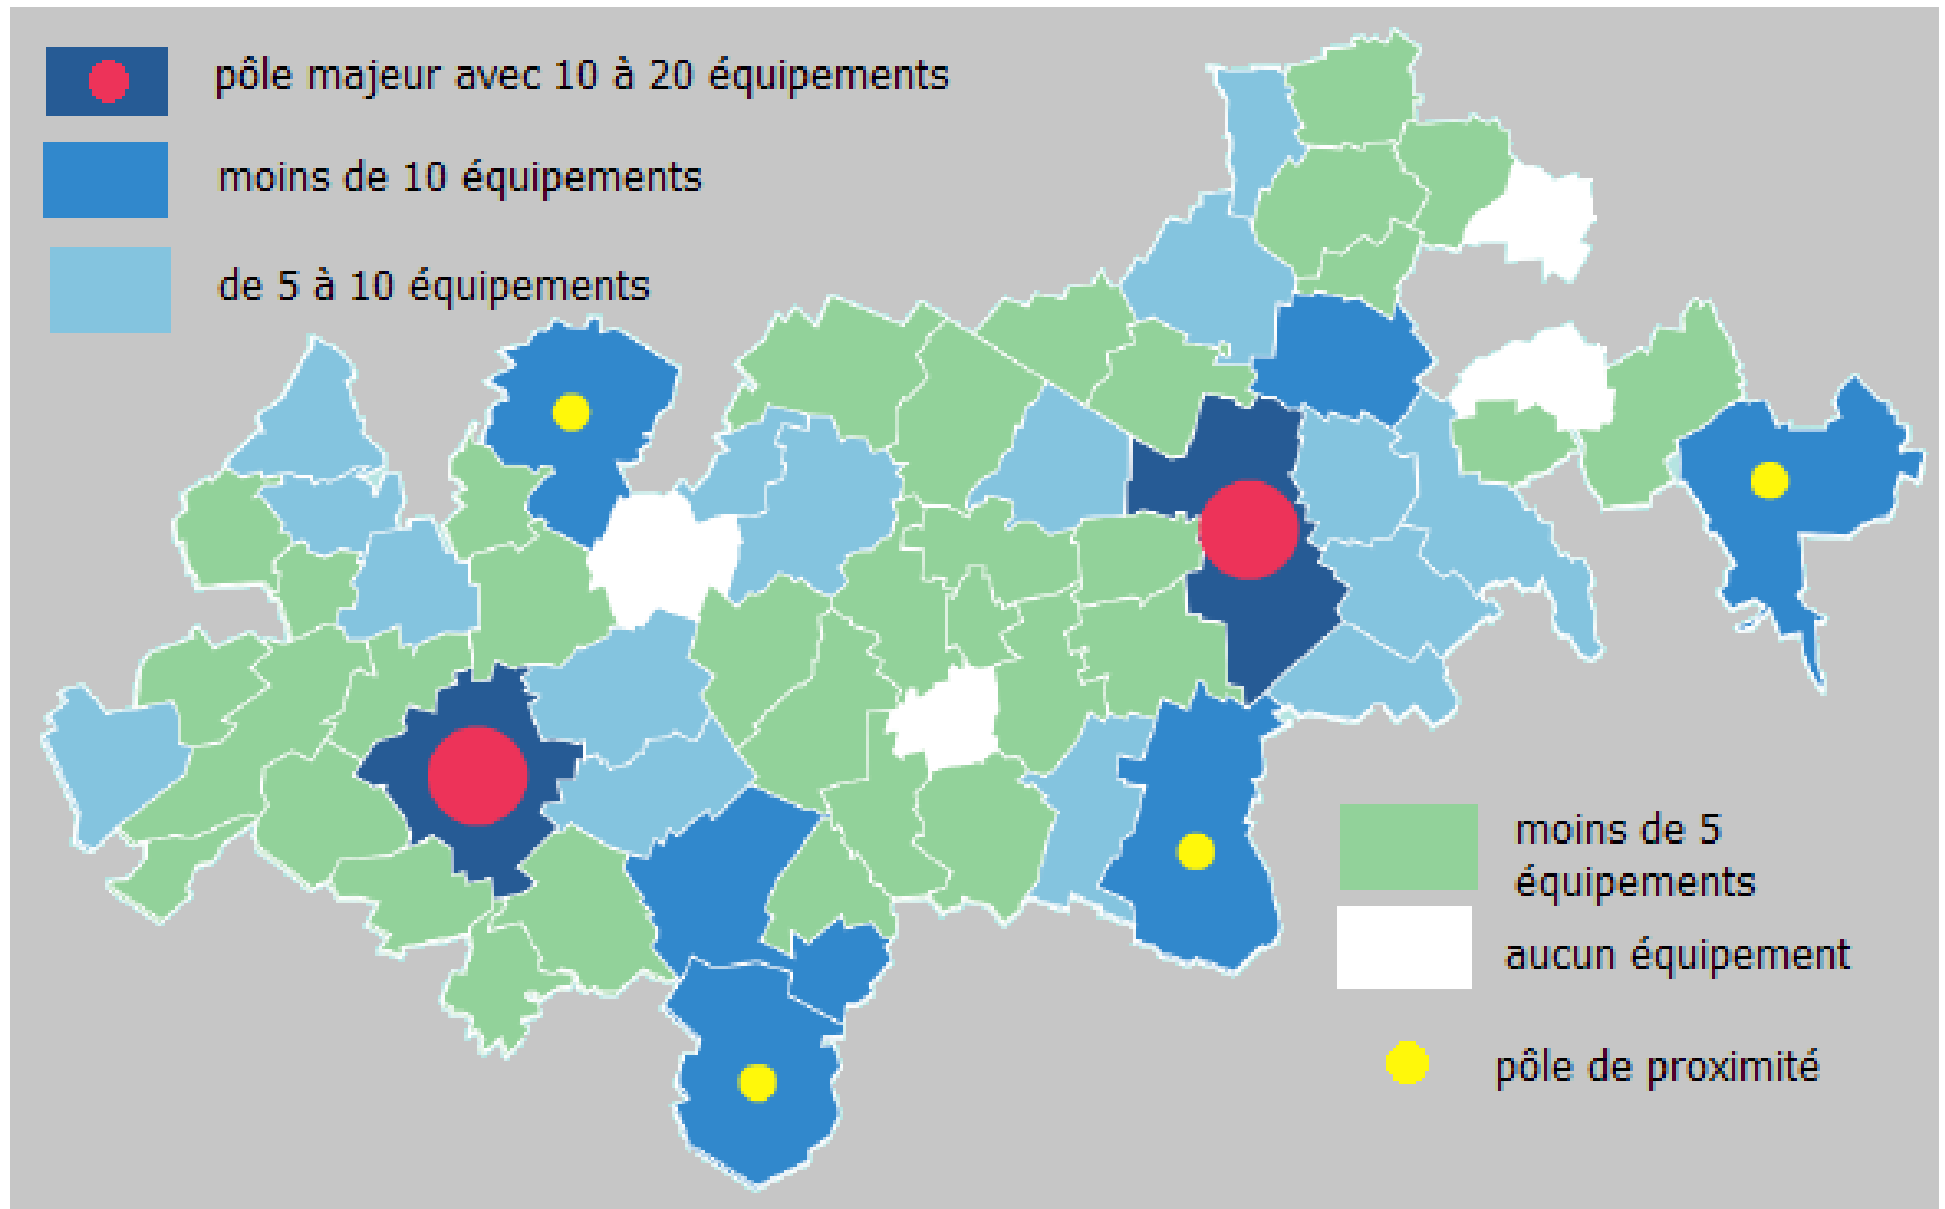 pôle majeur avec 10 à 20 équipements
moins de 10 équipements
de 5 à 10 équipements
moins de 5
équipements
aucun équipement
pôle de proximité